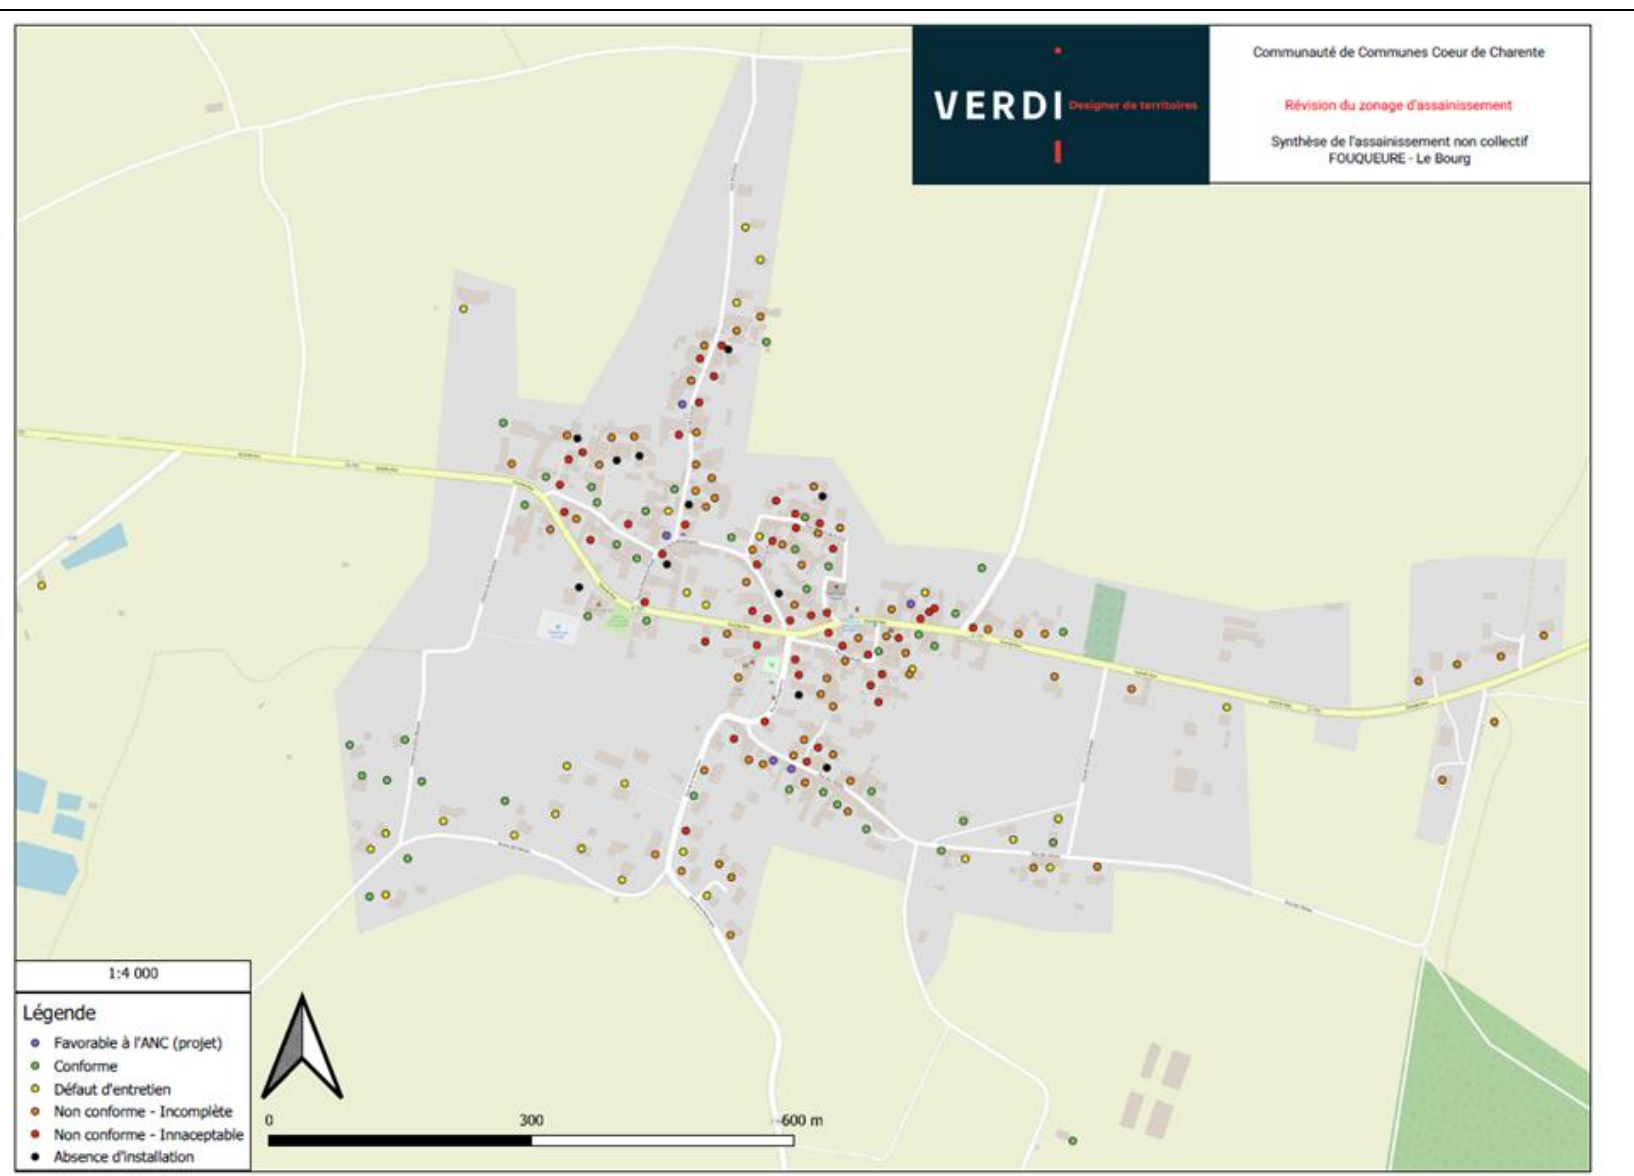 VERDI Designer de territoires
Communauté de Communes Coeur de Charente
Révision du zonage d'assainissement
Synthèse de l'assainissement non collectif
FOUQUEURE - Le Bourg
1:4 000
Légende
Favorable à l'ANC (projet)
Conforme
Défaut d'entretien
Non conforme - Incomplète
Non conforme - Innaceptable
Absence d'installation
0 300 600 m